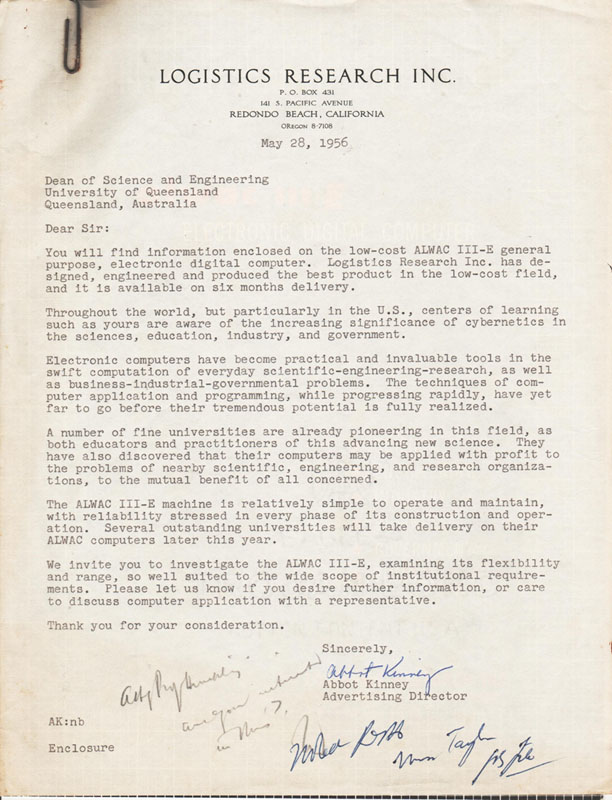 LOGISTICS RESEARCH INC.
P. O. BOX 431
141 S. PACIFIC AVENUE
REDONDO BEACH, CALIFORNIA
OREGON 8-7108
May 28, 1956
Dean of Science and Engineering
University of Queensland
Queensland, Australia
Dear Sir:
You will find information enclosed on the low-cost ALWAC III-E general
purpose, electronic digital computer. Logistics Research Inc. has de-
signed, engineered and produced the best product in the low-cost field,
and it is available on six months delivery.
Throughout the world, but particularly in the U.S., centers of learning
such as yours are aware of the increasing significance of cybernetics in
the sciences, education, industry, and government.
Electronic computers have become practical and invaluable tools in the
swift computation of everyday scientific-engineering-research, as well
as business-industrial-governmental problems. The techniques of com-
puter application and programming, while progressing rapidly, have yet
far to go before their tremendous potential is fully realized.
A number of fine universities are already pioneering in this field, as
both educators and practitioners of this advancing new science. They
have also discovered that their computers may be applied with profit to
the problems of nearby scientific, engineering, and research organiza-
tions, to the mutual benefit of all concerned.
The ALWAC III-E machine is relatively simple to operate and maintain,
with reliability stressed in every phase of its construction and oper-
ation. Several outstanding universities will take delivery on their
ALWAC computers later this year.
We invite you to investigate the ALWAC III-E, examining its flexibility
and range, so well suited to the wide scope of institutional require-
ments. Please let us know if you desire further information, or care
to discuss computer application with a representative.
Thank you for your consideration.
Sincerely,
Abbot Kinney
Abbot Kinney
Advertising Director
are you interested
in this?
AK:nb
Enclosure
Noted
Miss Taylor